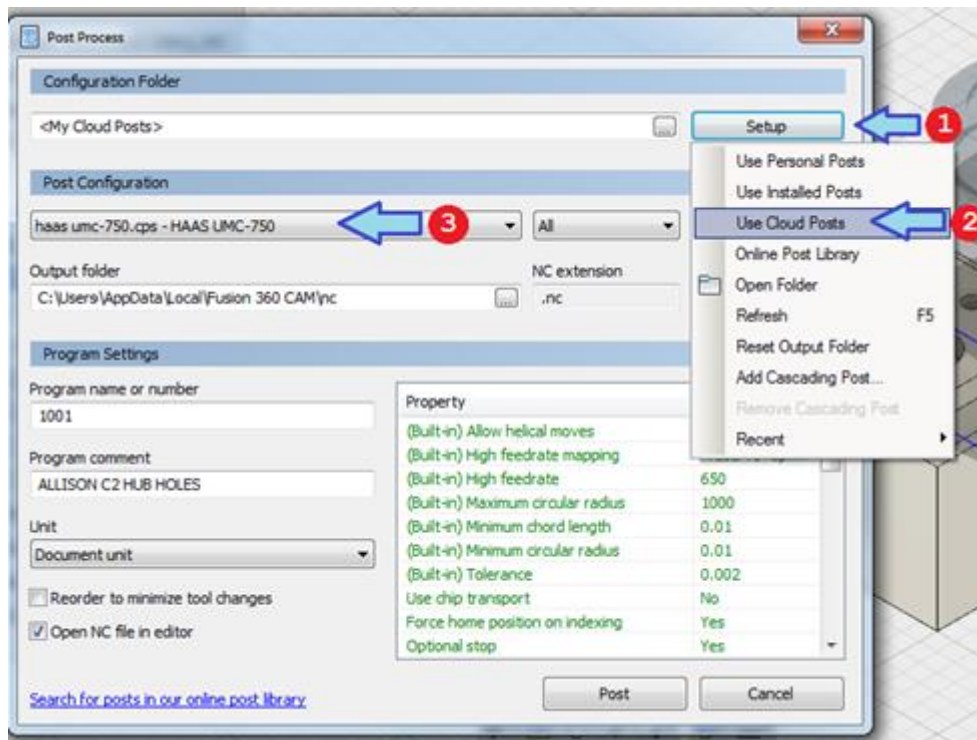 Post Process
Configuration Folder
<My Cloud Posts>
...
Setup
1
Use Personal Posts
Use Installed Posts
Use Cloud Posts
2
Online Post Library
Open Folder
Refresh F5
Reset Output Folder
Add Cascading Post...
Remove Cascading Post
Recent
Post Configuration
haas umc-750.cps - HAAS UMC-750
3
All
Output folder
NC extension
C:\Users\AppData\Local\Fusion 360 CAM\nc
...
.nc
Program Settings
Program name or number
1001
Program comment
ALLISON C2 HUB HOLES
Unit
Document unit
Reorder to minimize tool changes
Open NC file in editor
Property
(Built-in) Allow helical moves
(Built-in) High feedrate mapping
(Built-in) High feedrate 650
(Built-in) Maximum circular radius 1000
(Built-in) Minimum chord length 0.01
(Built-in) Minimum circular radius 0.01
(Built-in) Tolerance 0.002
Use chip transport No
Force home position on indexing Yes
Optional stop Yes
Search for posts in our online post library
Post
Cancel